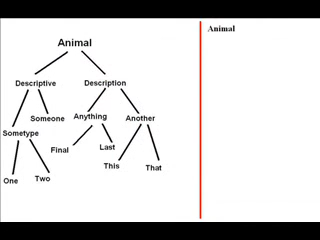 Animal
Animal
Descriptive Description
Someone Anything Another
Sometype
Final Last
This That
One Two